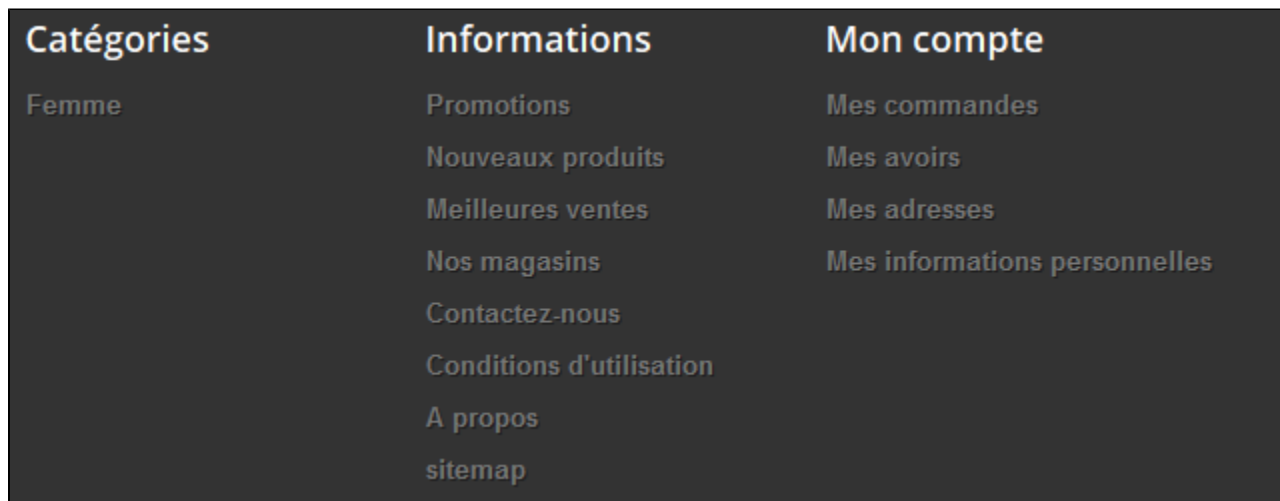 Catégories
Femme
Informations
Promotions
Nouveaux produits
Meilleures ventes
Nos magasins
Contactez-nous
Conditions d'utilisation
A propos
sitemap
Mon compte
Mes commandes
Mes avoirs
Mes adresses
Mes informations personnelles